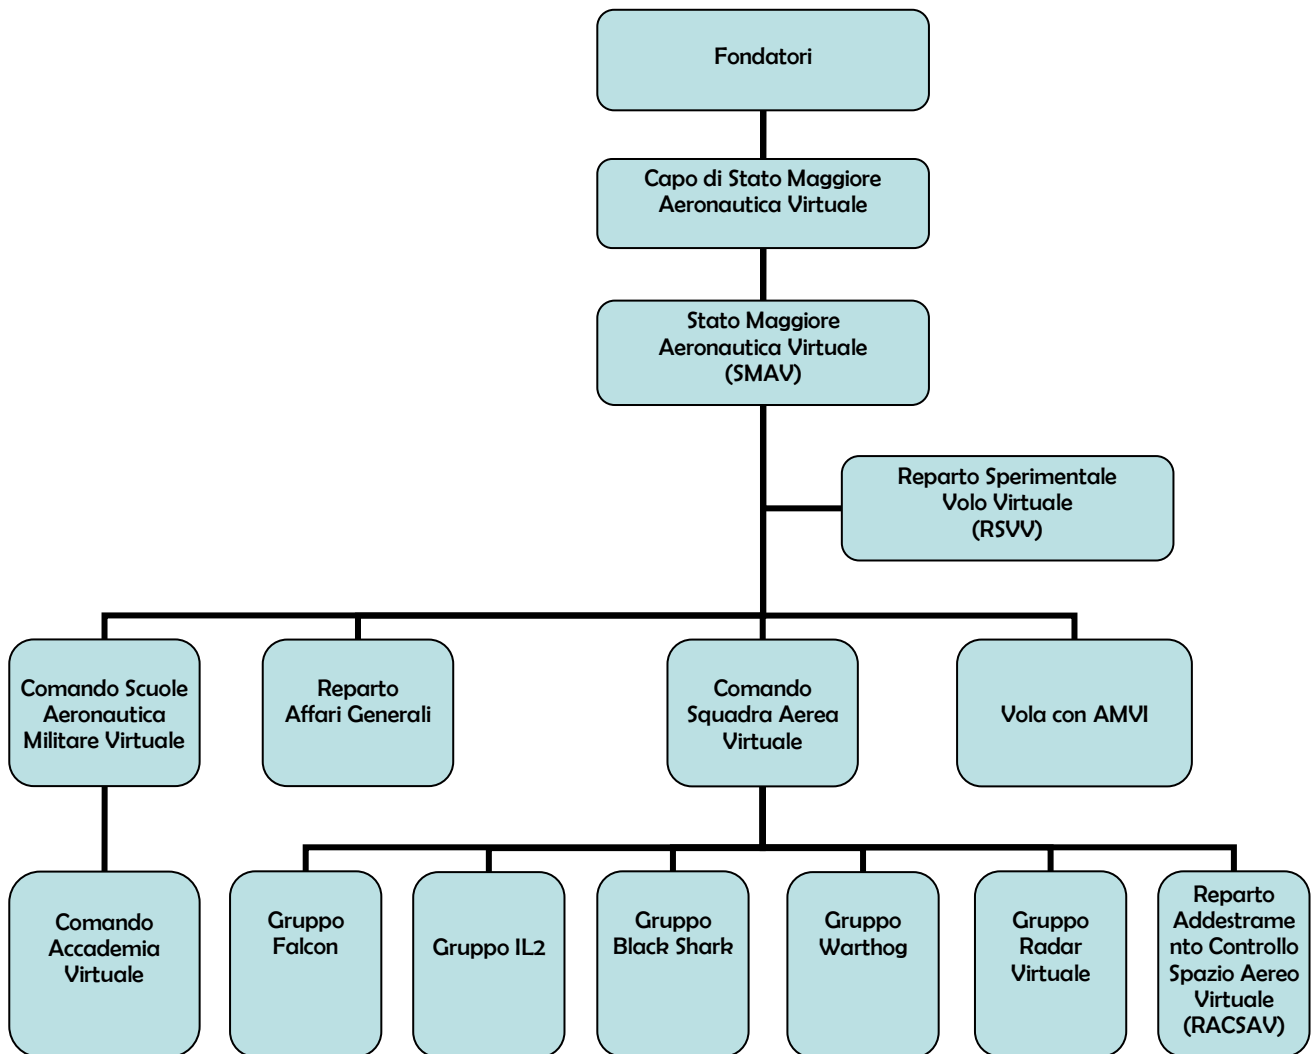 Fondatori
Capo di Stato Maggiore
Aeronautica Virtuale
Stato Maggiore
Aeronautica Virtuale
(SMAV)
Reparto Sperimentale
Volo Virtuale
(RSVV)
Comando Scuole
Aeronautica
Militare Virtuale
Reparto
Affari Generali
Comando
Squadra Aerea
Virtuale
Vola con AMVI
Comando
Accademia
Virtuale
Gruppo
Falcon
Gruppo IL2
Gruppo
Black Shark
Gruppo
Warthog
Gruppo
Radar
Virtuale
Reparto
Addestrame
nto Controllo
Spazio Aereo
Virtuale
(RACSAV)